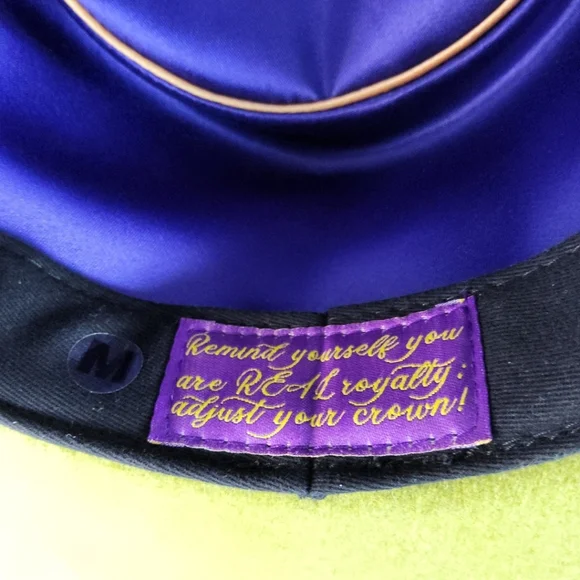 M
Remind yourself you
are REAL royalty;
adjust your crown!